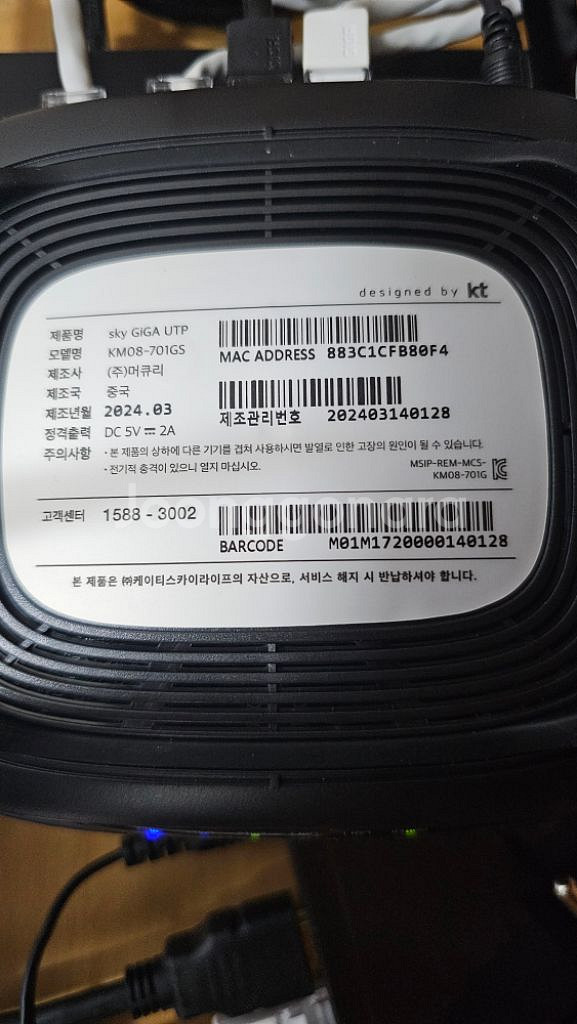 designed by kt
제품명 sky GiGA UTP
모델명 KM08-701GS
제조사 (주)머큐리
제조국 중국
제조년월 2024.03
정격출력 DC 5V ⎓ 2A
MAC ADDRESS 883C1CFB80F4
제조관리번호 202403140128
주의사항 · 본 제품의 상하에 다른 기기를 겹쳐 사용하시면 발열로 인한 고장의 원인이 될 수 있습니다.
· 전기적 충격이 있으니 열지 마십시오.
MSIP-REM-MCS-
KM08-701G
고객센터 1588 - 3002
BARCODE M01M1720000140128
본 제품은 ㈜케이티스카이라이프의 자산으로, 서비스 해지 시 반납하셔야 합니다.